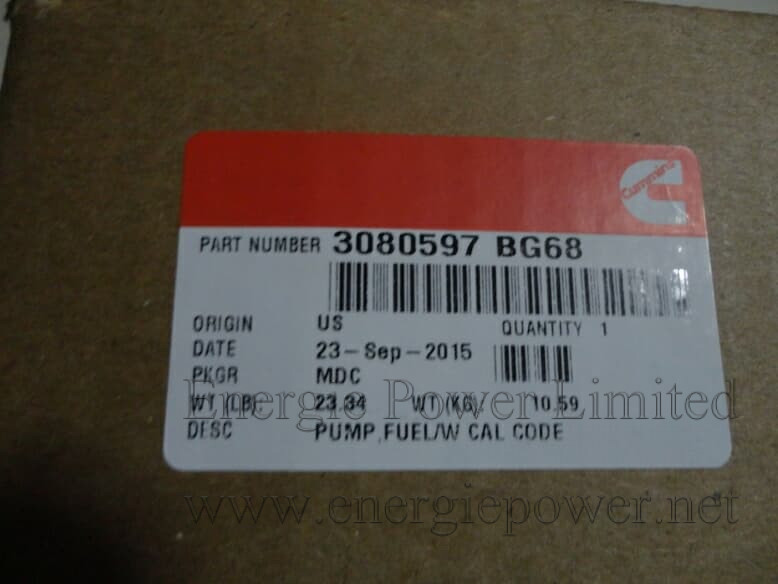 Cummins
PART NUMBER 3080597 BG68
ORIGIN US QUANTITY 1
DATE 23-Sep-2015
PKGR MDC
WT (LB): 23.34 WT (KG) 10.59
Energie Power Limited
DESC PUMP,FUEL/W CAL CODE
www.energiepower.net